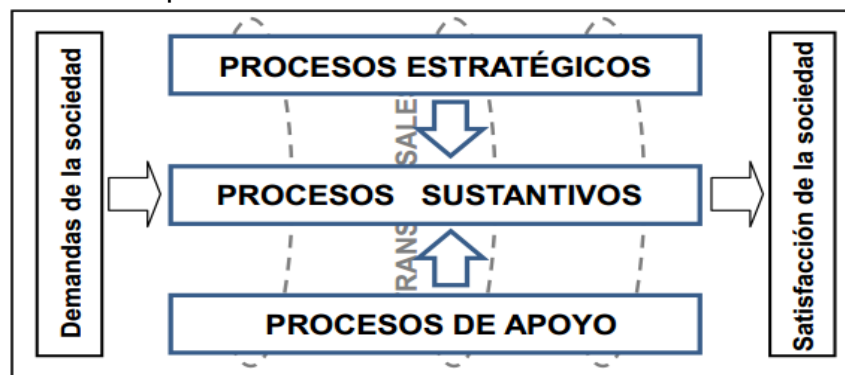 Demandas de la sociedad
PROCESOS ESTRATÉGICOS
PROCESOS SUSTANTIVOS
PROCESOS DE APOYO
Satisfacción de la sociedad